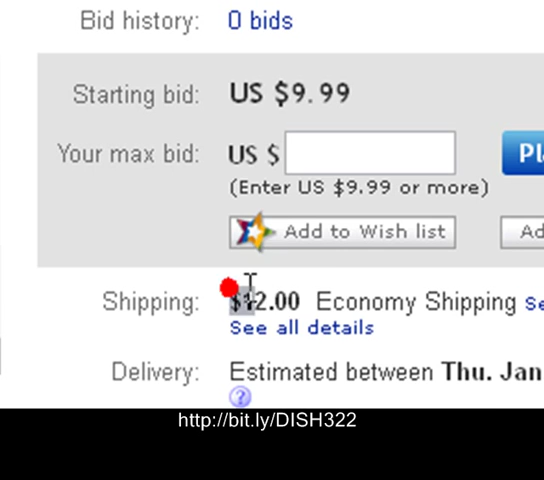 Bid history: 0 bids
Starting bid: US $9.99
Your max bid: US $
(Enter US $9.99 or more)
Add to Wish list
Shipping: $12.00 Economy Shipping
See all details
Delivery: Estimated between Thu. Jan
?
http://bit.ly/DISH322